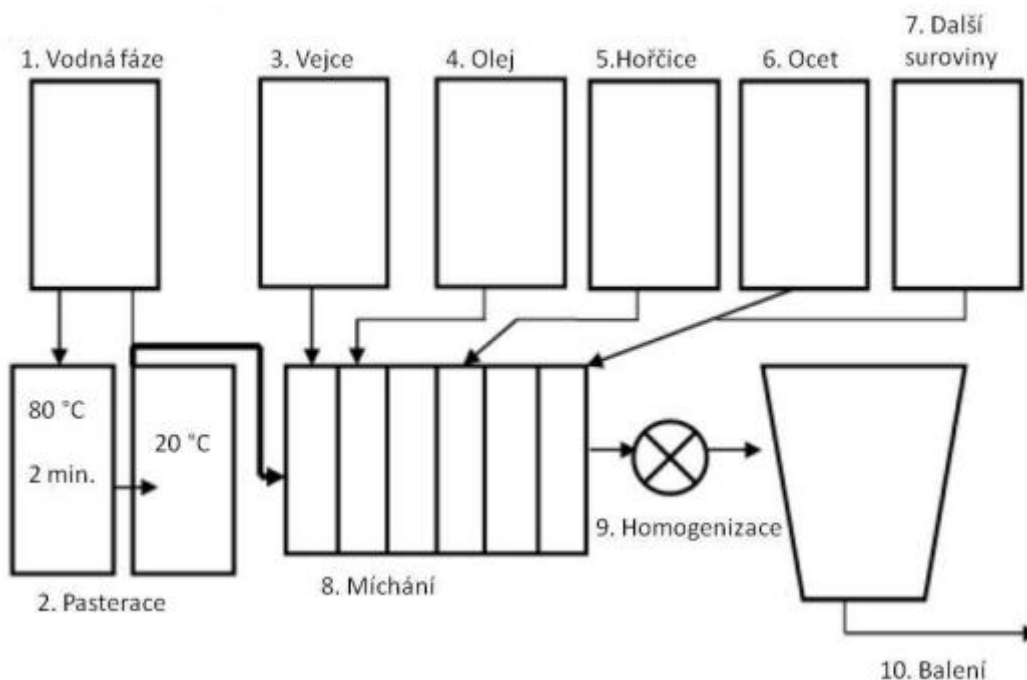 1. Vodná fáze
3. Vejce
4. Olej
5.Hořčice
6. Ocet
7. Další
suroviny
80 °C
2 min.
20 °C
2. Pasterace
8. Míchání
9. Homogenizace
10. Balení